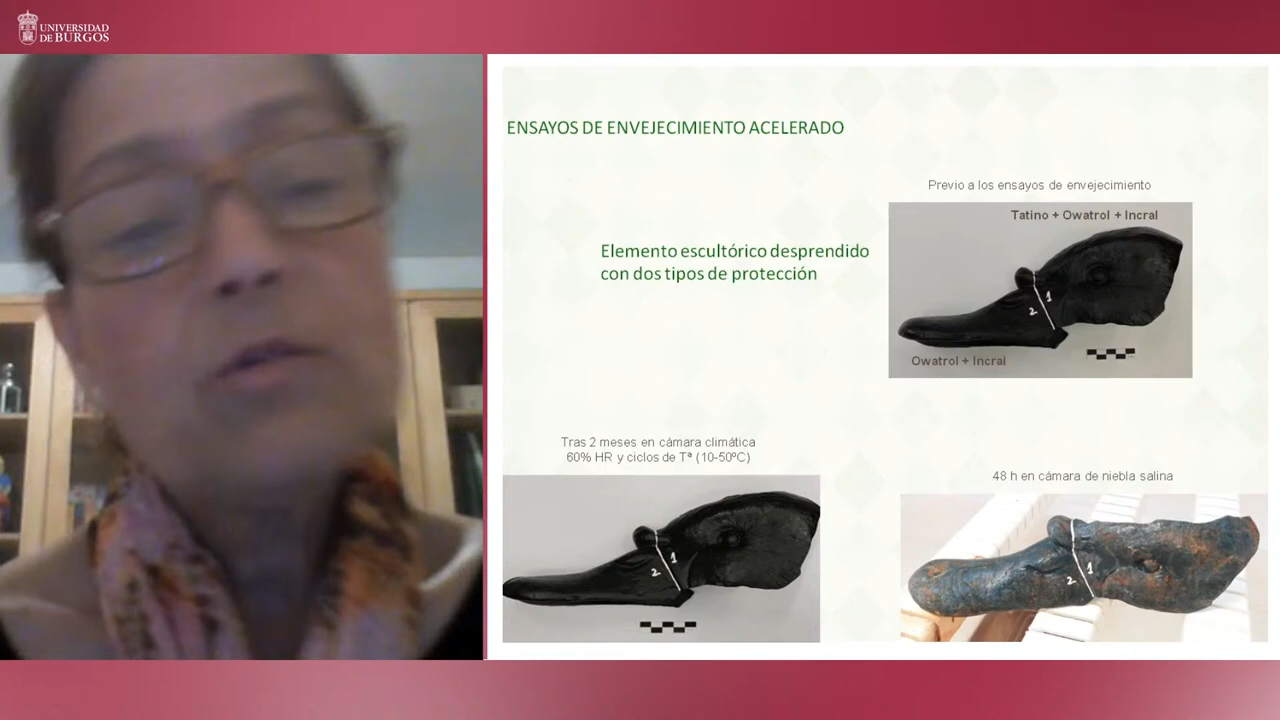 UNIVERSIDAD
DE BURGOS
ENSAYOS DE ENVEJECIMIENTO ACELERADO
Previo a los ensayos de envejecimiento
Tatino + Owatrol + Incral
Elemento escultórico desprendido
con dos tipos de protección
1
2
Owatrol + Incral
Tras 2 meses en cámara climática
60% HR y ciclos de Tª (10-50ºC)
1
2
48 h en cámara de niebla salina
1
2